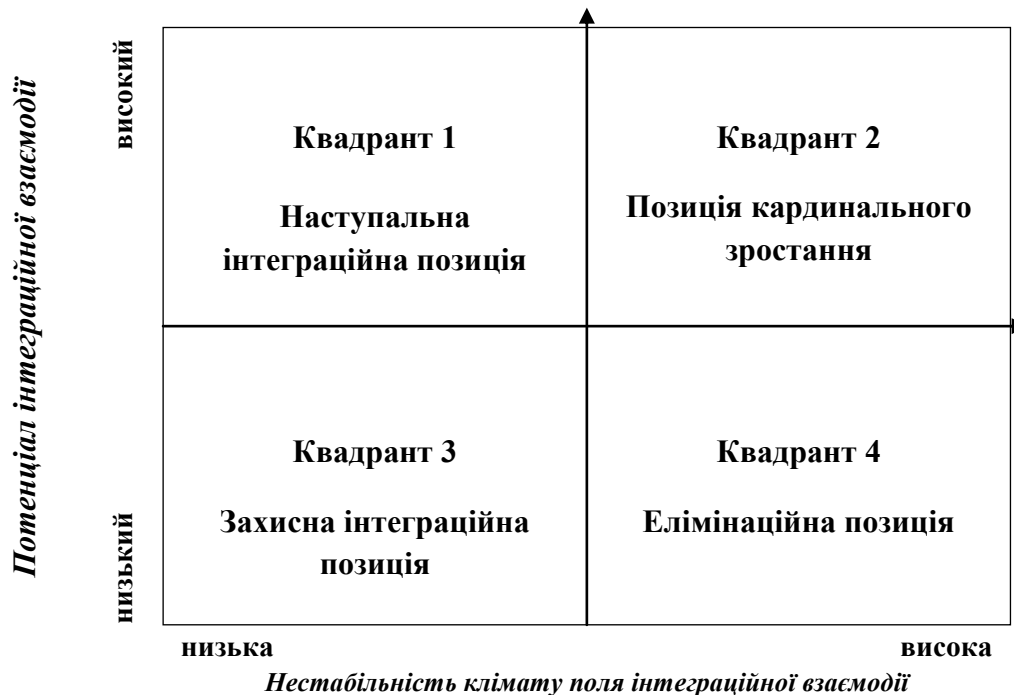 Потенціал інтеграційної взаємодії
високий
низький
Квадрант 1
Наступальна
інтеграційна позиція
Квадрант 2
Позиція кардинального
зростання
Квадрант 3
Захисна інтеграційна
позиція
Квадрант 4
Елімінаційна позиція
низька
висока
Нестабільність клімату поля інтеграційної взаємодії